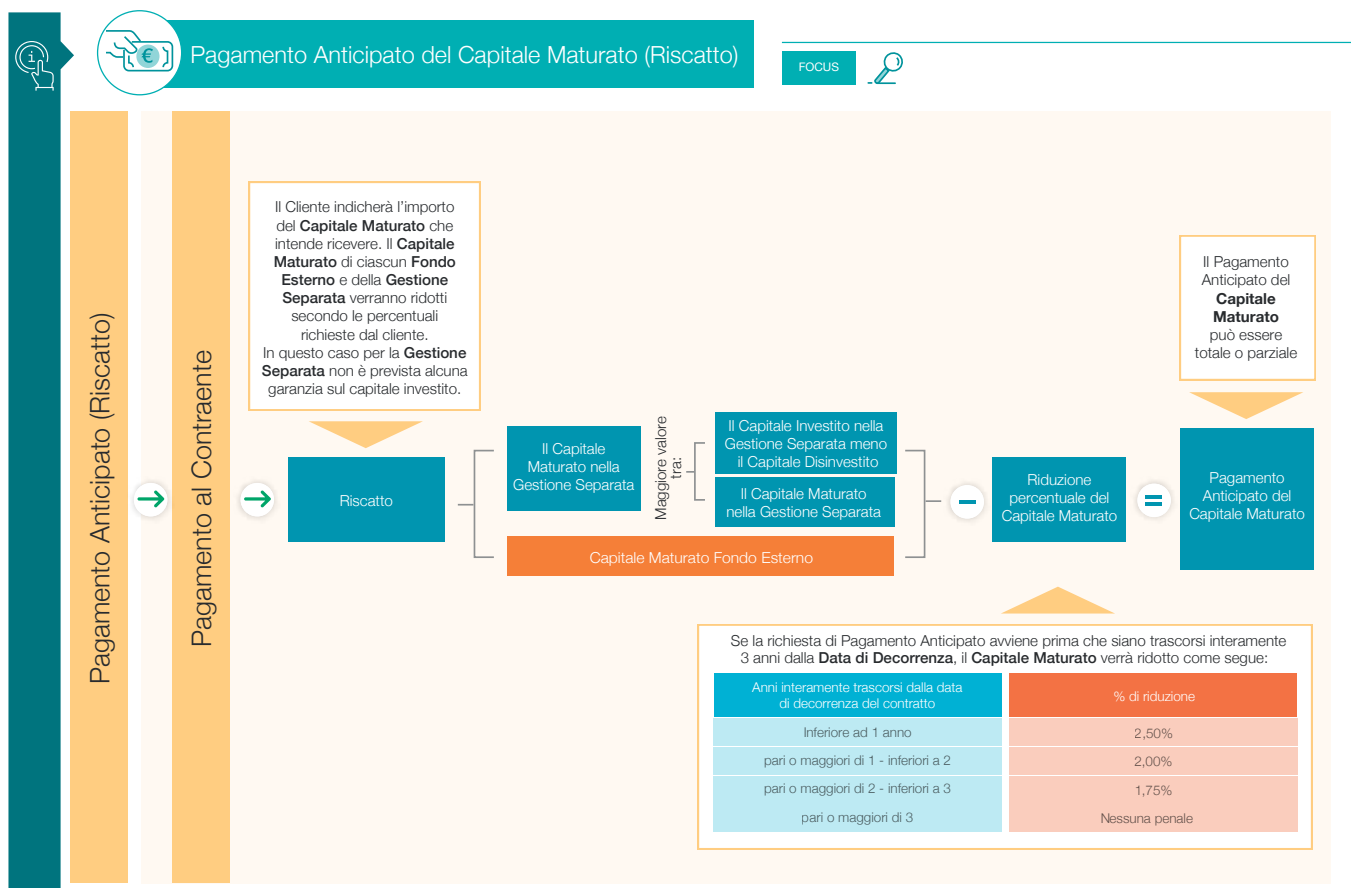 Pagamento Anticipato del Capitale Maturato (Riscatto)
FOCUS
Pagamento Anticipato (Riscatto)
Pagamento al Contraente
Il Cliente indicherà l'importo
del Capitale Maturato che
intende ricevere. Il Capitale
Maturato di ciascun Fondo
Esterno e della Gestione
Separata verranno ridotti
secondo le percentuali
richieste dal cliente.
In questo caso per la Gestione
Separata non è prevista alcuna
garanzia sul capitale investito.
Riscatto
Il Capitale
Maturato nella
Gestione Separata
Maggiore valore
tra:
Il Capitale Investito nella
Gestione Separata meno
il Capitale Disinvestito
Il Capitale Maturato
nella Gestione Separata
Capitale Maturato Fondo Esterno
Riduzione
percentuale del
Capitale Maturato
Il Pagamento
Anticipato del
Capitale
Maturato
può essere
totale o parziale
Pagamento
Anticipato del
Capitale Maturato
Se la richiesta di Pagamento Anticipato avviene prima che siano trascorsi interamente
3 anni dalla Data di Decorrenza, il Capitale Maturato verrà ridotto come segue:
Anni interamente trascorsi dalla data
di decorrenza del contratto
% di riduzione
Inferiore ad 1 anno
2,50%
pari o maggiori di 1 - inferiori a 2
2,00%
pari o maggiori di 2 - inferiori a 3
1,75%
pari o maggiori di 3
Nessuna penale